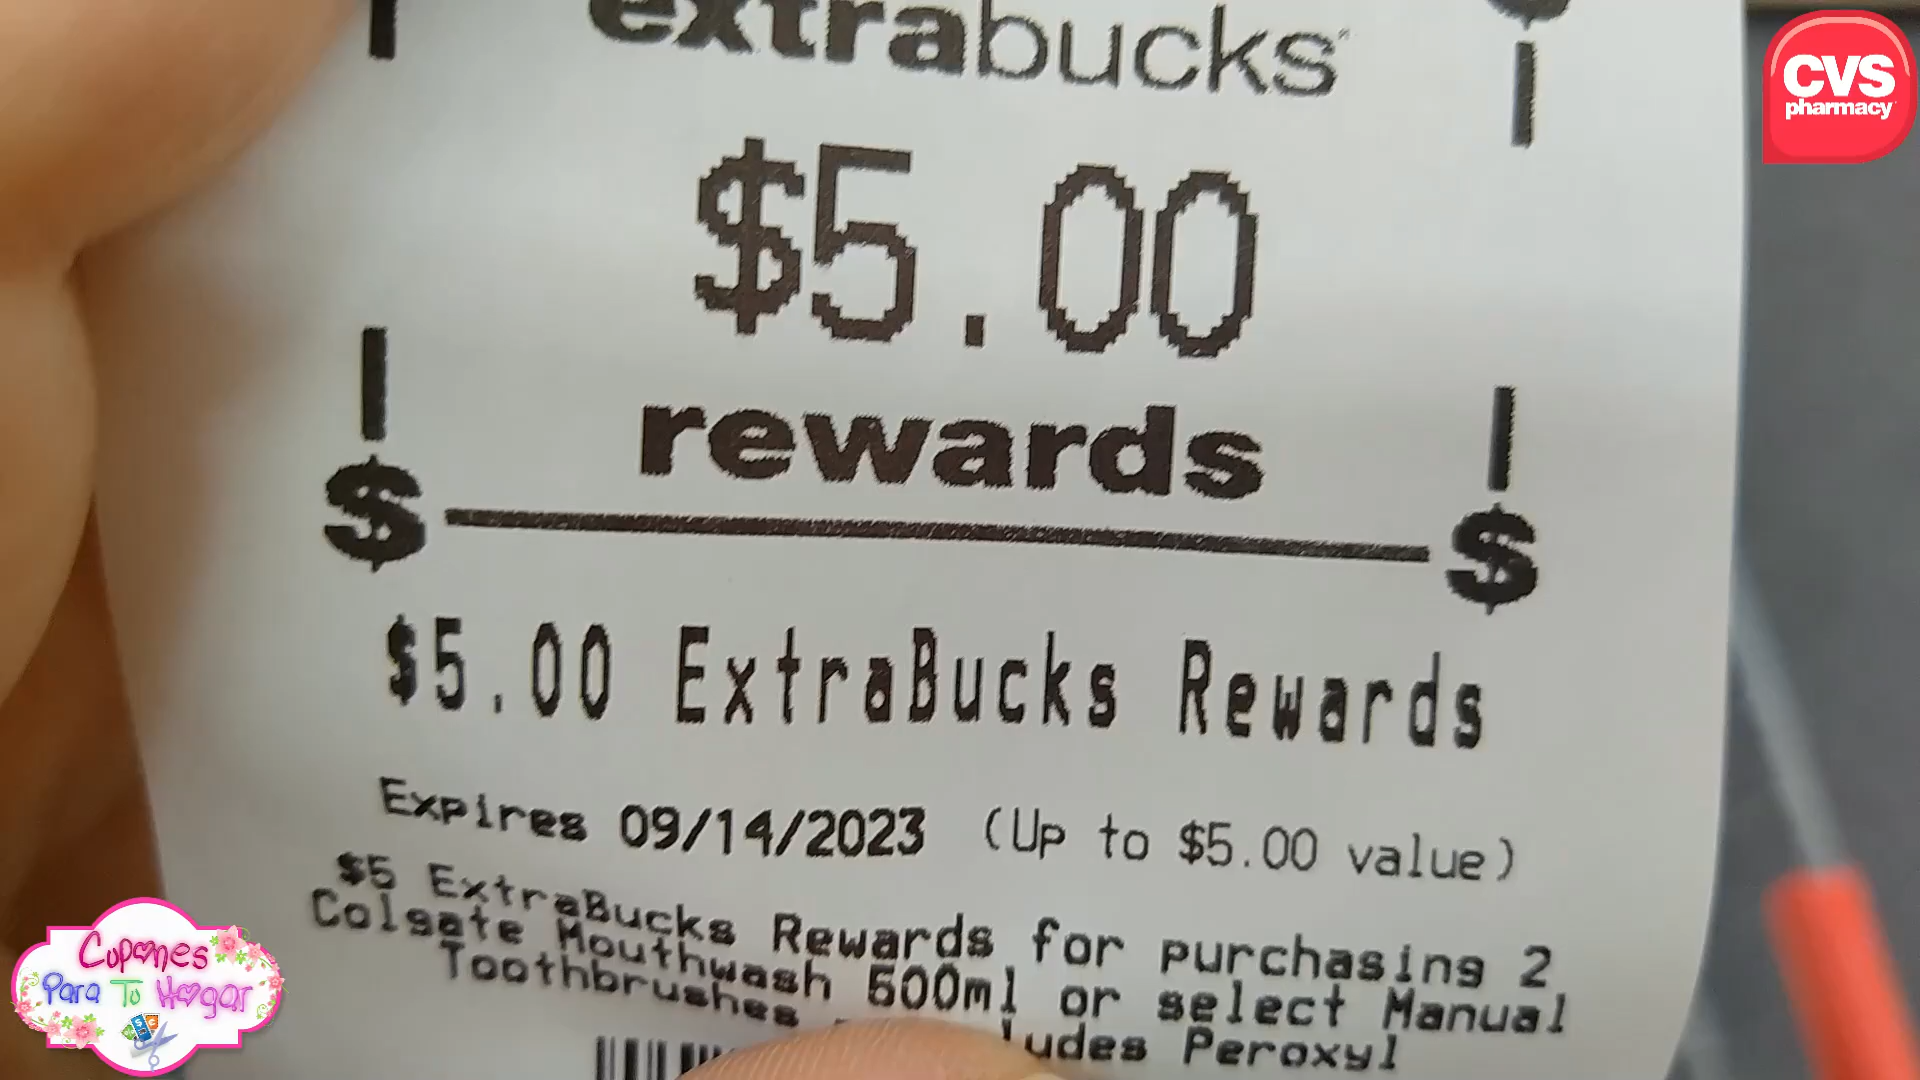 extrabucks
CVS
pharmacy
$5.00
rewards
$ $
$5.00 ExtraBucks Rewards
Expires 09/14/2023 (Up to $5.00 value)
$5 ExtraBucks Rewards for purchasing 2
Colgate Mouthwash 500ml or select Manual
Toothbrushes Peroxyl
Cupones
Para Tu Hogar